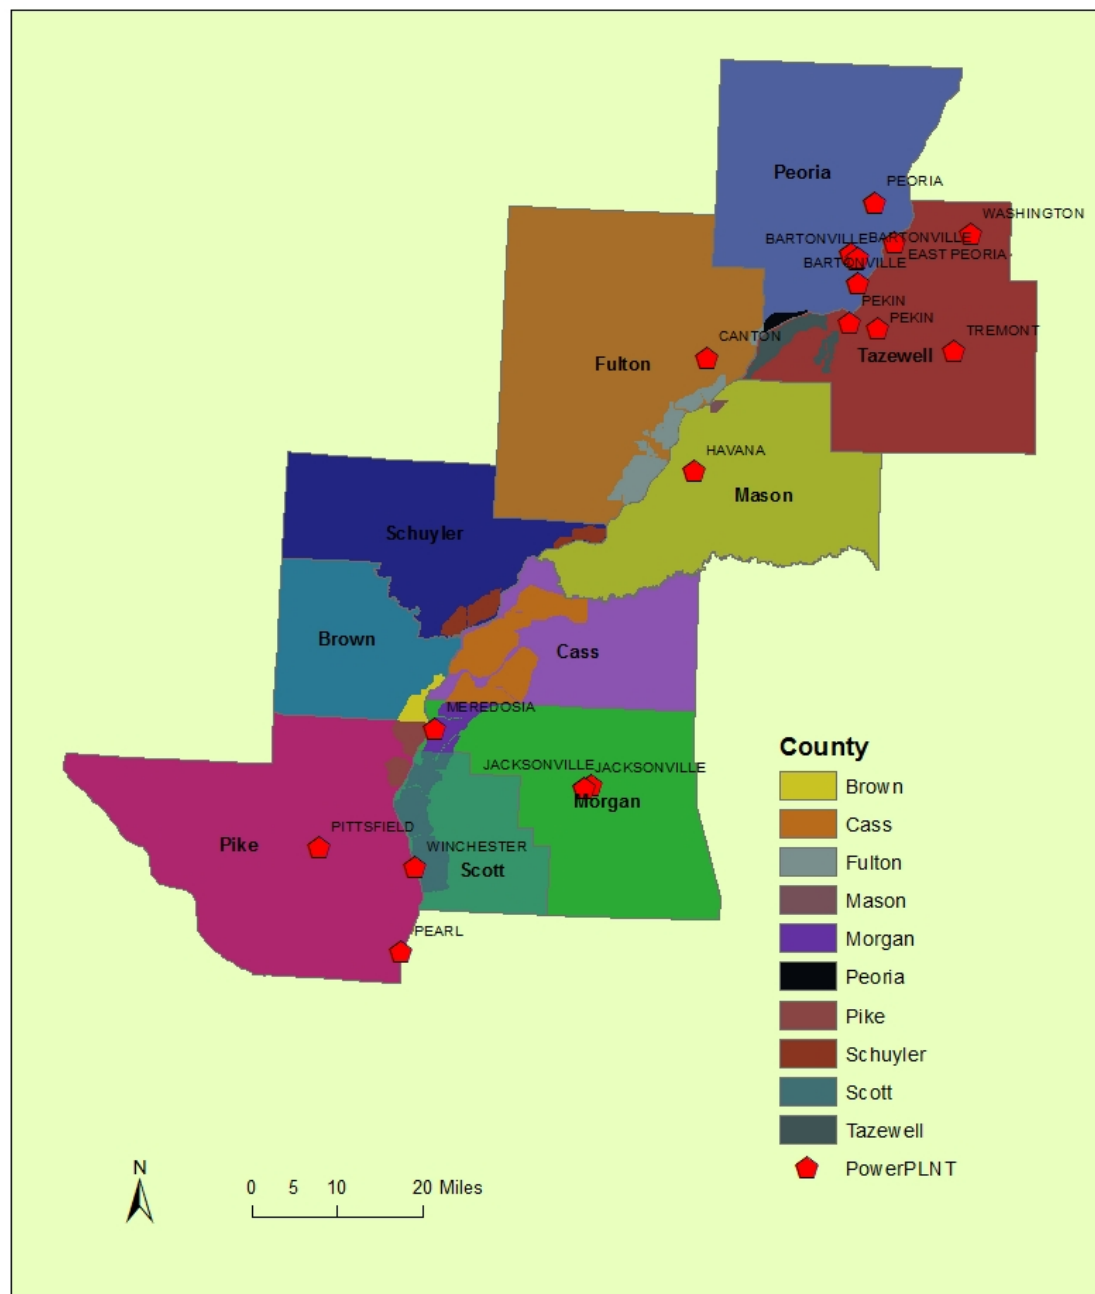 Peoria
PEORIA
WASHINGTON
BARTONVILLE
BARTONVILLE
EAST PEORIA
BARTONVILLE
PEKIN
PEKIN
TREMONT
CANTON
Tazewell
Fulton
HAVANA
Mason
Schuyler
Brown
Cass
MEREDOSIA
JACKSONVILLE
JACKSONVILLE
Morgan
PITTSFIELD
Pike
WINCHESTER
Scott
PEARL
County
Brown
Cass
Fulton
Mason
Morgan
Peoria
Pike
Schuyler
Scott
Tazewell
PowerPLNT
N
0 5 10 20 Miles